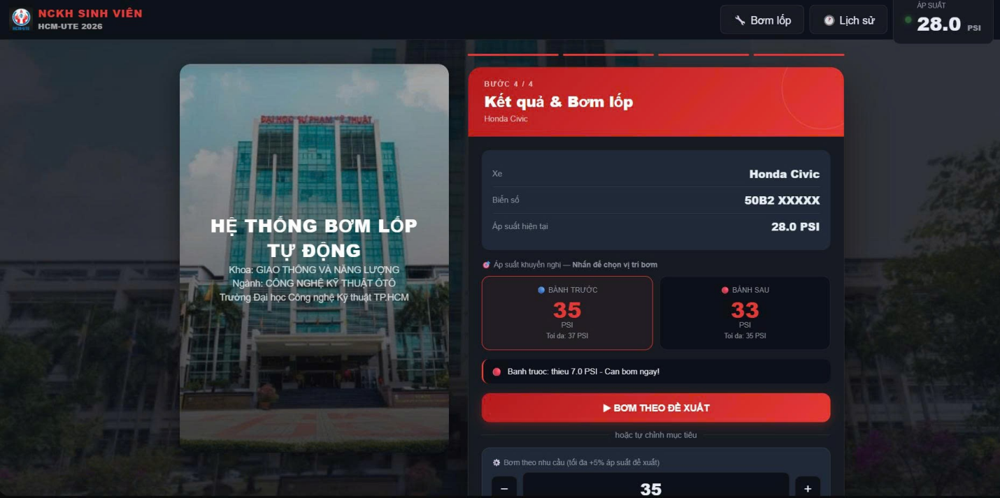 NCKH SINH VIÊN
HCM-UTE 2026
HCM-UTE
Bơm lốp
Lịch sử
ÁP SUẤT
28.0 PSI
ĐẠI HỌC SƯ PHẠM KỸ THUẬT
HỆ THỐNG BƠM LỐP
TỰ ĐỘNG
Khoa: GIAO THÔNG VÀ NĂNG LƯỢNG
Ngành: CÔNG NGHỆ KỸ THUẬT ÔTÔ
Trường Đại học Công nghệ Kỹ thuật TP.HCM
BƯỚC 4 / 4
Kết quả & Bơm lốp
Honda Civic
Xe Honda Civic
Biển số 50B2 XXXXX
Áp suất hiện tại 28.0 PSI
Áp suất khuyến nghị — Nhấn để chọn vị trí bơm
BÁNH TRƯỚC
35
PSI
Toi da: 37 PSI
BÁNH SAU
33
PSI
Toi da: 35 PSI
Banh truoc: thieu 7.0 PSI - Can bom ngay!
▶ BƠM THEO ĐỀ XUẤT
hoặc tự chỉnh mục tiêu
Bơm theo nhu cầu (tối đa +5% áp suất đề xuất)
− 35 +